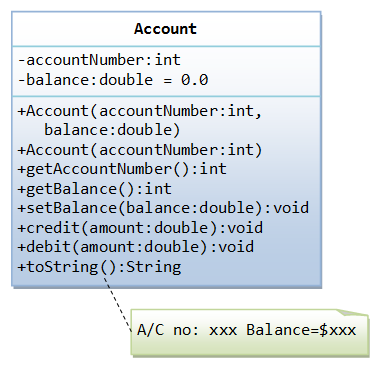 Account
-accountNumber:int
-balance:double = 0.0
+Account(accountNumber:int,
balance:double)
+Account(accountNumber:int)
+getAccountNumber():int
+getBalance():int
+setBalance(balance:double):void
+credit(amount:double):void
+debit(amount:double):void
+toString():String
A/C no: xxx Balance=$xxx